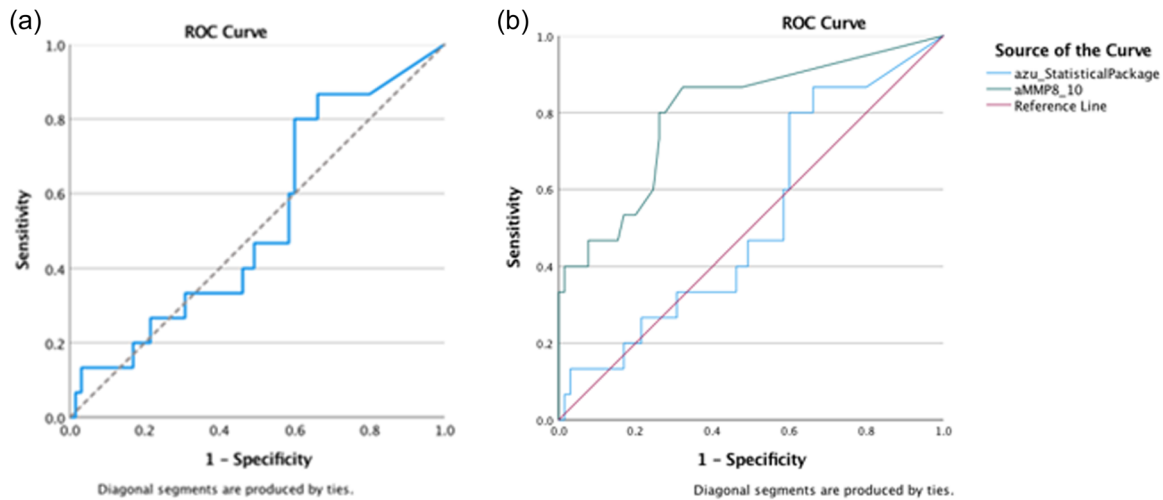 (a)
ROC Curve
1.0
0.8
0.6
0.4
0.2
0.0
Sensitivity
0.0 0.2 0.4 0.6 0.8 1.0
1 - Specificity
Diagonal segments are produced by ties.
(b)
ROC Curve
1.0
0.8
0.6
0.4
0.2
0.0
Sensitivity
0.0 0.2 0.4 0.6 0.8 1.0
1 - Specificity
Diagonal segments are produced by ties.
Source of the Curve
azu_StatisticalPackage
aMMP8_10
Reference Line